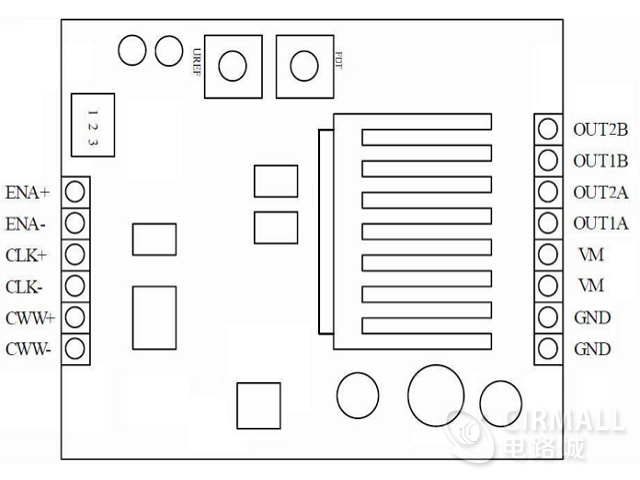 UREF
FDT
1 2 3
ENA+
ENA-
CLK+
CLK-
CWW+
CWW-
OUT2B
OUT1B
OUT2A
OUT1A
VM
VM
GND
GND
CIRMALL
电路城